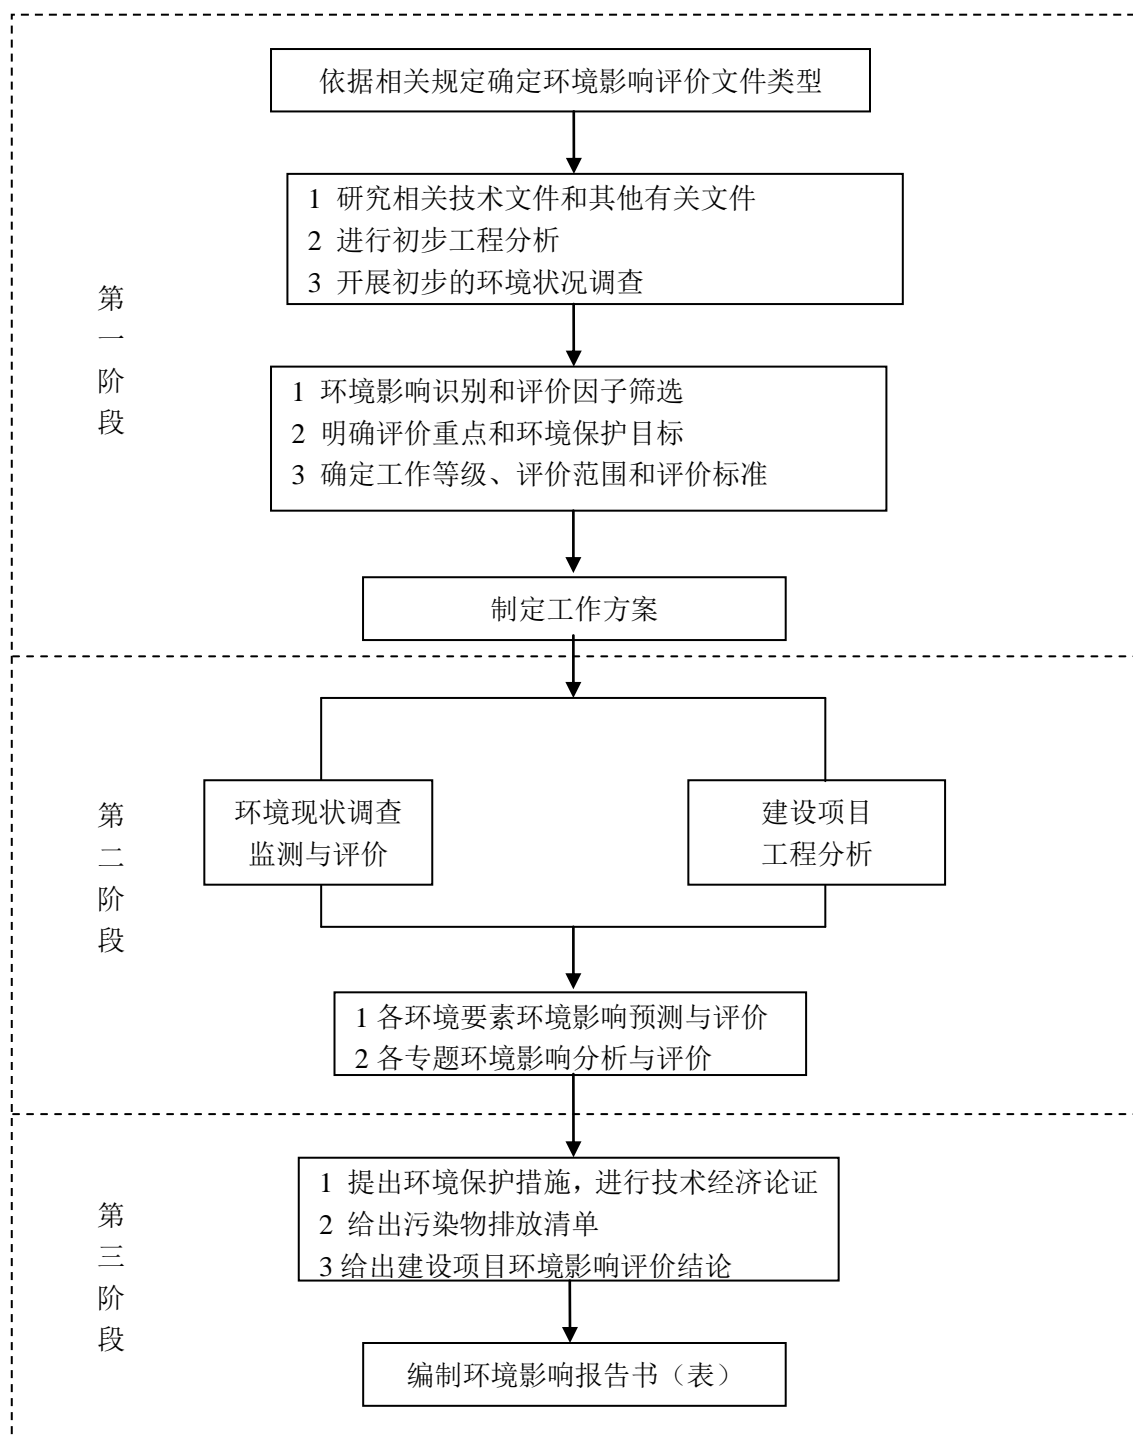 依据相关规定确定环境影响评价文件类型
1 研究相关技术文件和其他有关文件
2 进行初步工程分析
3 开展初步的环境状况调查
第一阶段
1 环境影响识别和评价因子筛选
2 明确评价重点和环境保护目标
3 确定工作等级、评价范围和评价标准
制定工作方案
第二阶段
环境现状调查
监测与评价
建设项目
工程分析
1 各环境要素环境影响预测与评价
2 各专题环境影响分析与评价
第三阶段
1 提出环境保护措施，进行技术经济论证
2 给出污染物排放清单
3 给出建设项目环境影响评价结论
编制环境影响报告书（表）